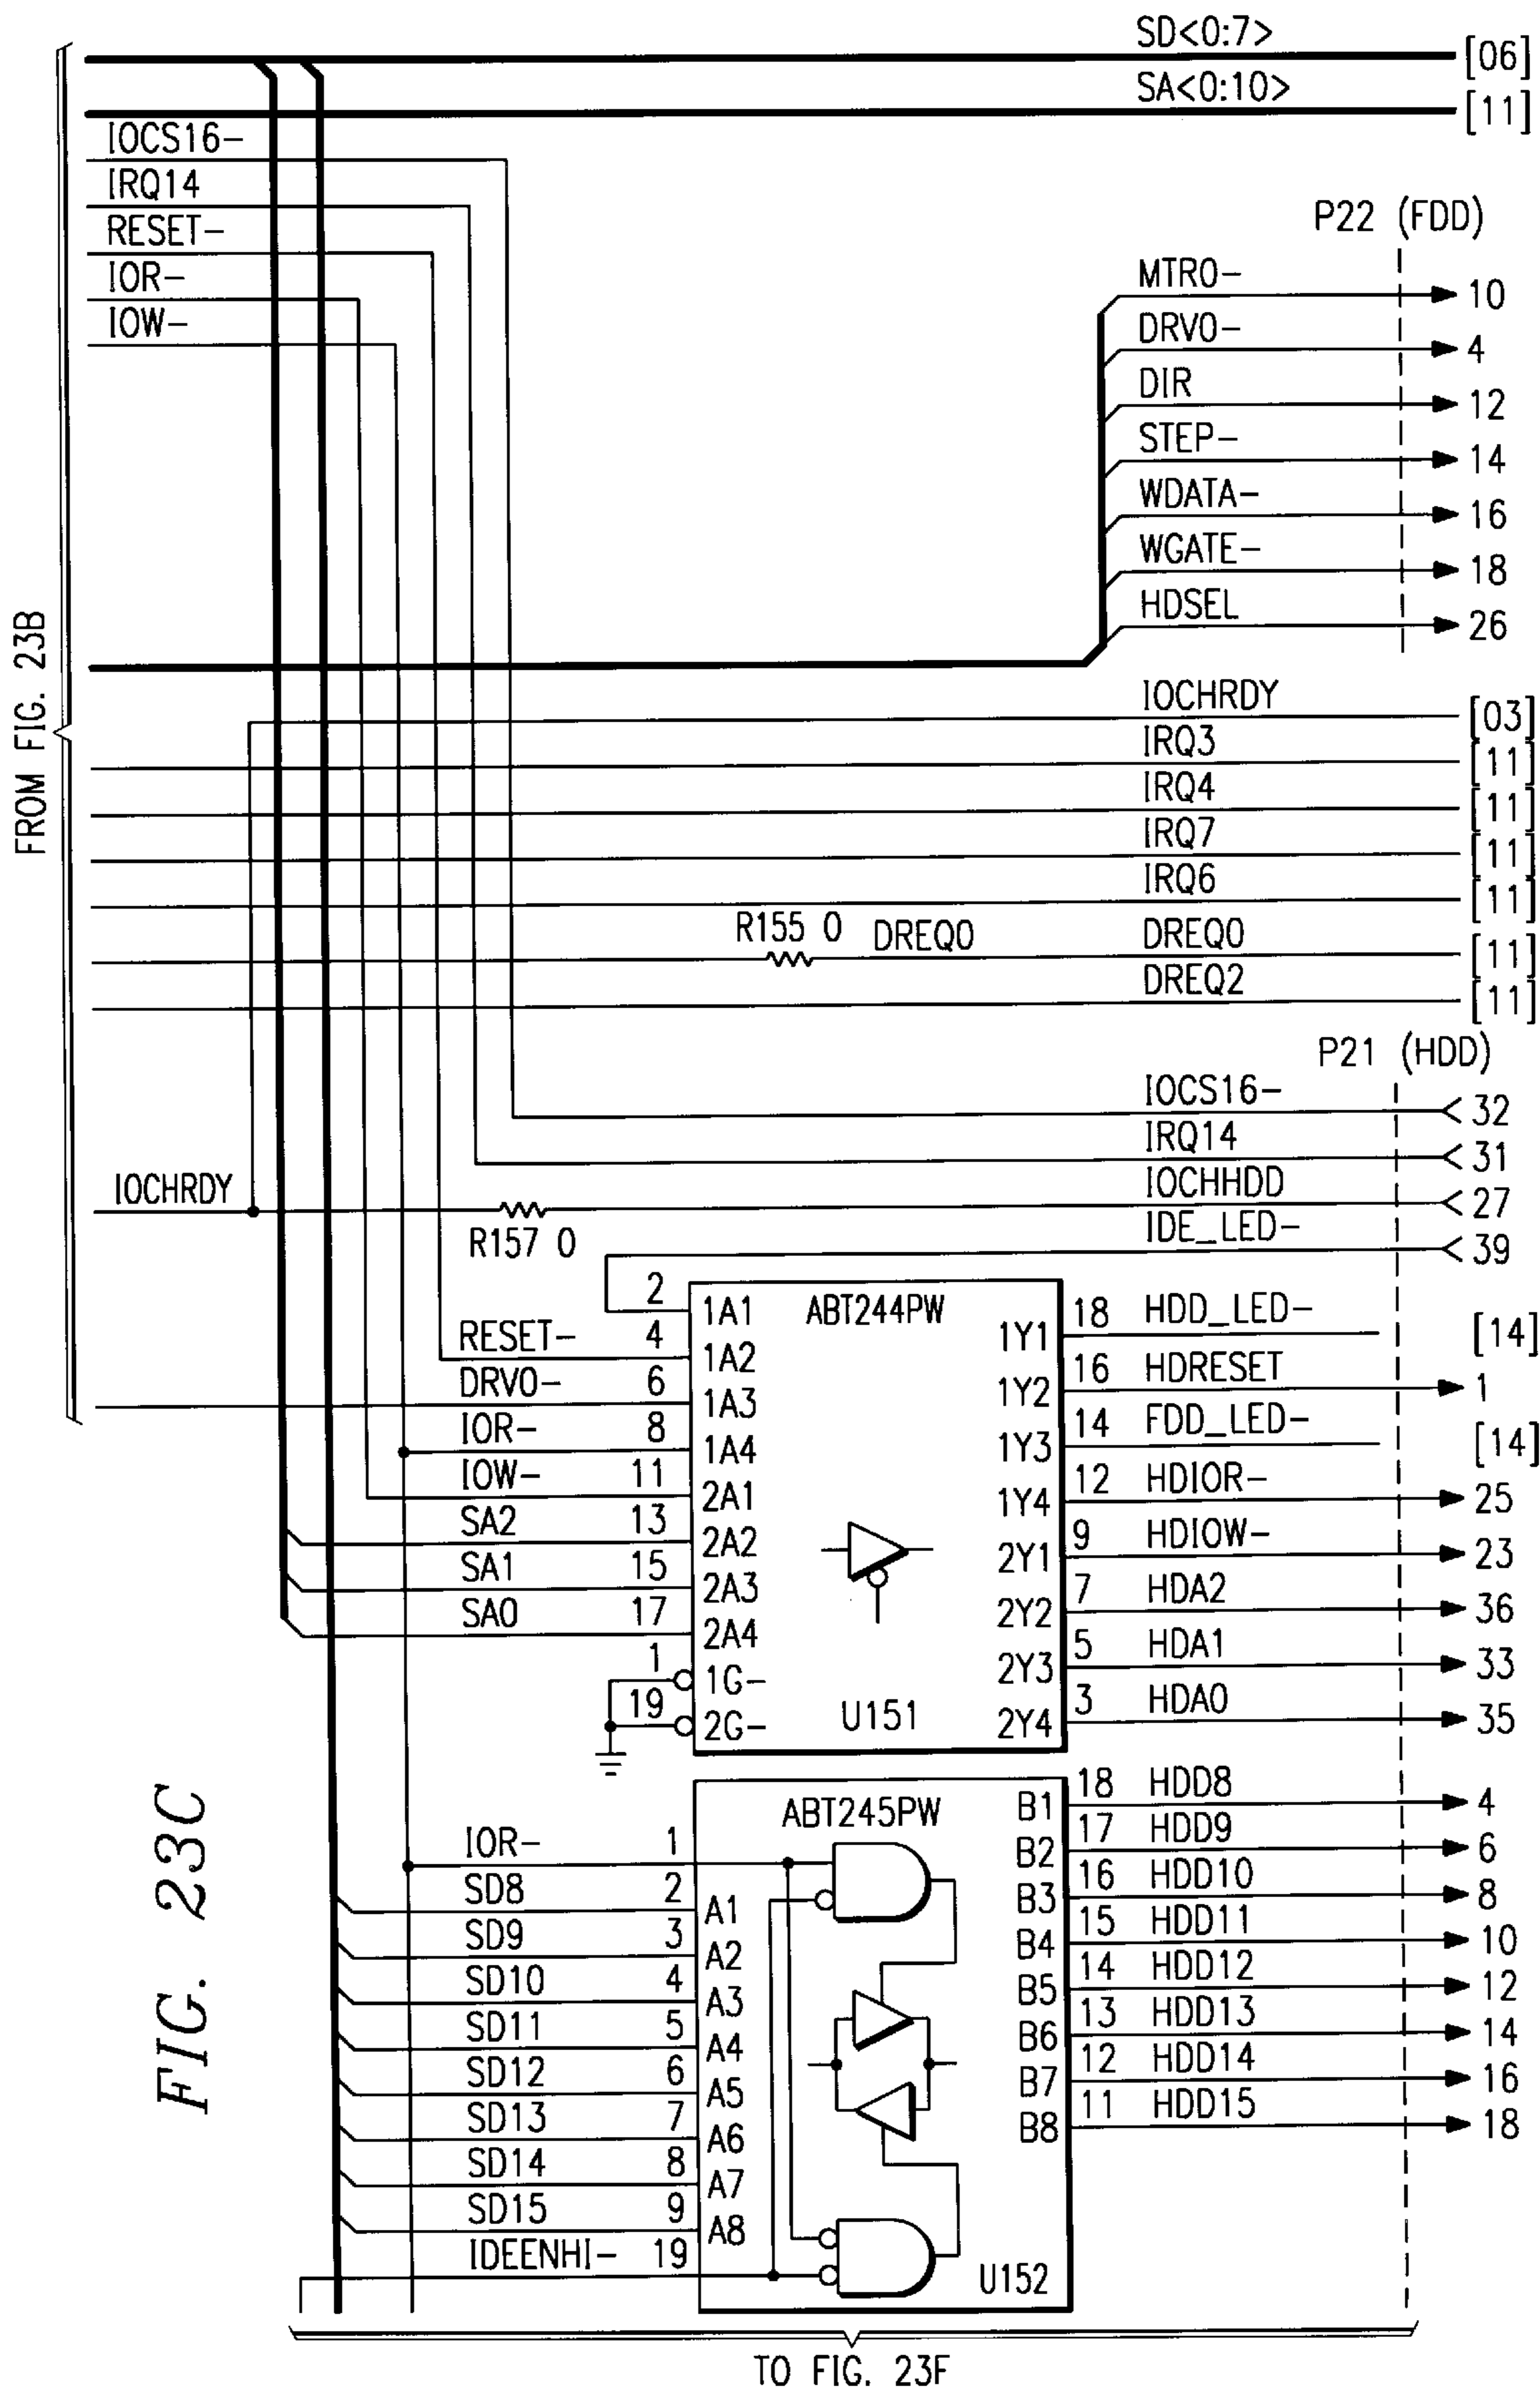 SD<0:7>
[06]
SA<0:10>
[11]
IOCS16-
IRQ14
RESET-
IOR-
IOW-
P22 (FDD)
MTR0- 10
DRV0- 4
DIR 12
STEP- 14
WDATA- 16
WGATE- 18
HDSEL 26
FROM FIG. 23B
IOCHRDY [03]
IRQ3 [11]
IRQ4 [11]
IRQ7 [11]
IRQ6 [11]
R155 0 DREQ0 DREQ0 [11]
DREQ2 [11]
P21 (HDD)
IOCS16- 32
IRQ14 31
IOCHRDY IOCHHDD 27
R157 0
IDE_LED- 39
ABT244PW
2 1A1 1Y1 18 HDD_LED- [14]
RESET- 4 1A2 1Y2 16 HDRESET 1
DRV0- 6 1A3 1Y3 14 FDD_LED- [14]
IOR- 8 1A4 1Y4 12 HDIOR- 25
IOW- 11 2A1 2Y1 9 HDIOW- 23
SA2 13 2A2 2Y2 7 HDA2 36
SA1 15 2A3 2Y3 5 HDA1 33
SA0 17 2A4 2Y4 3 HDA0 35
1 1G-
19 2G-
U151
FIG. 23C
ABT245PW
IOR- 1 B1 18 HDD8 4
SD8 2 A1 B2 17 HDD9 6
SD9 3 A2 B3 16 HDD10 8
SD10 4 A3 B4 15 HDD11 10
SD11 5 A4 B5 14 HDD12 12
SD12 6 A5 B6 13 HDD13 14
SD13 7 A6 B7 12 HDD14 16
SD14 8 A7 B8 11 HDD15 18
SD15 9 A8
IDEENHI- 19
U152
TO FIG. 23F